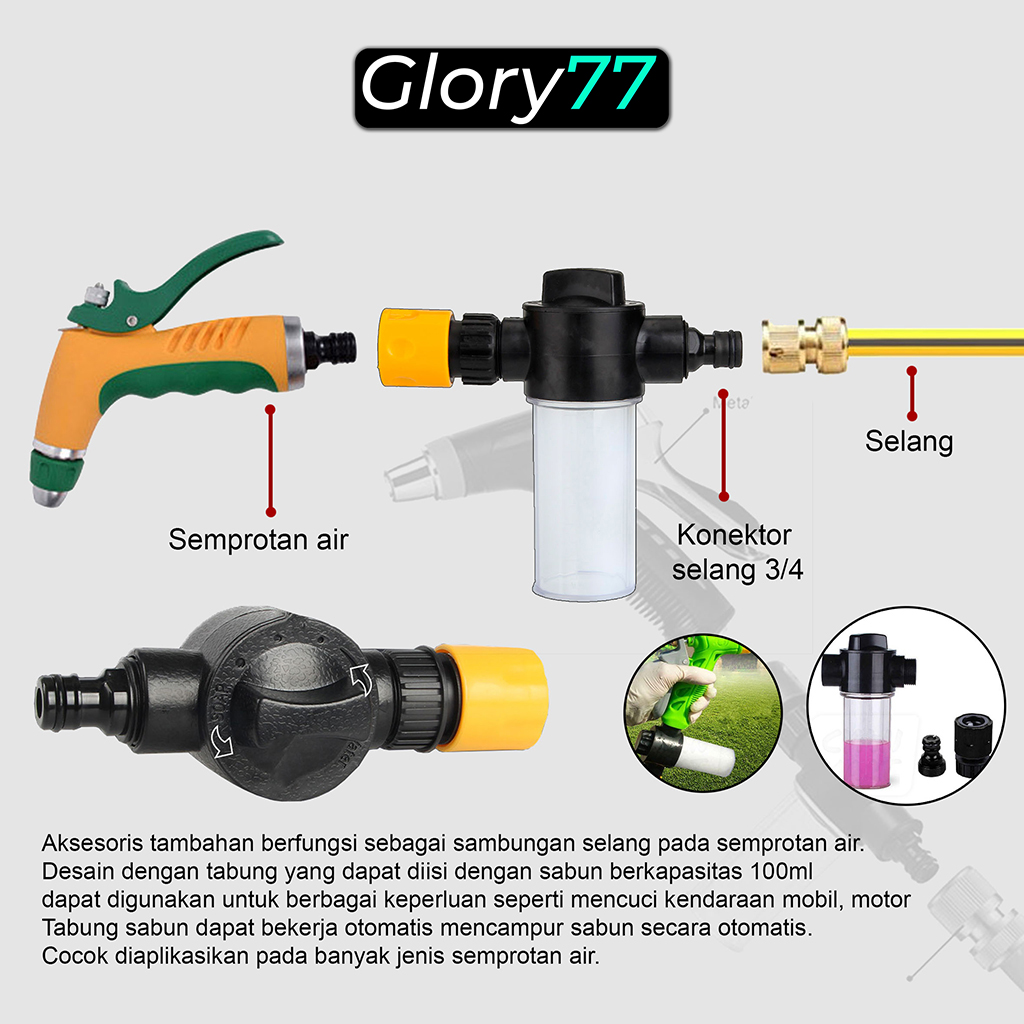 Glory77
Meta
Selang
Semprotan air
Konektor
selang 3/4
Aksesoris tambahan berfungsi sebagai sambungan selang pada semprotan air.
Desain dengan tabung yang dapat diisi dengan sabun berkapasitas 100ml
dapat digunakan untuk berbagai keperluan seperti mencuci kendaraan mobil, motor
Tabung sabun dapat bekerja otomatis mencampur sabun secara otomatis.
Cocok diaplikasikan pada banyak jenis semprotan air.